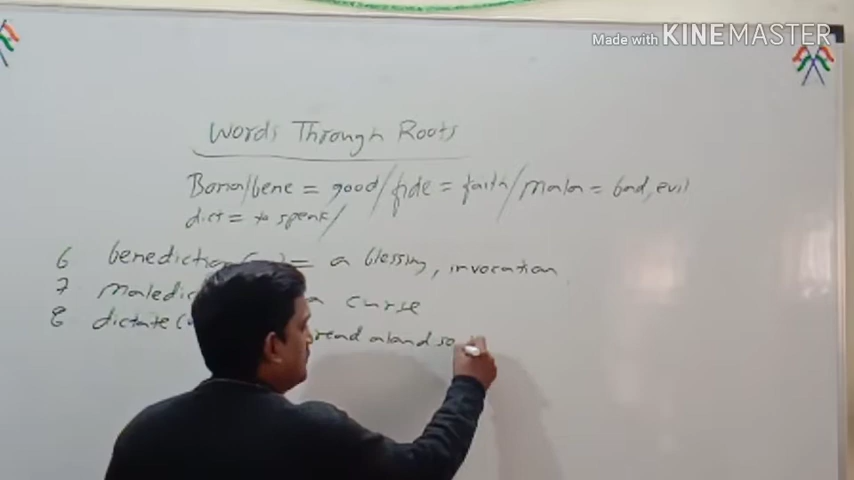 Made with KINEMASTER
Words Through Roots
Bona/bene = good/fide = faith/mala = bad, evil
dict = to speak/
6 benediction = a blessing, invocation
7 maledic a curse
8 dictate ( read aloud so